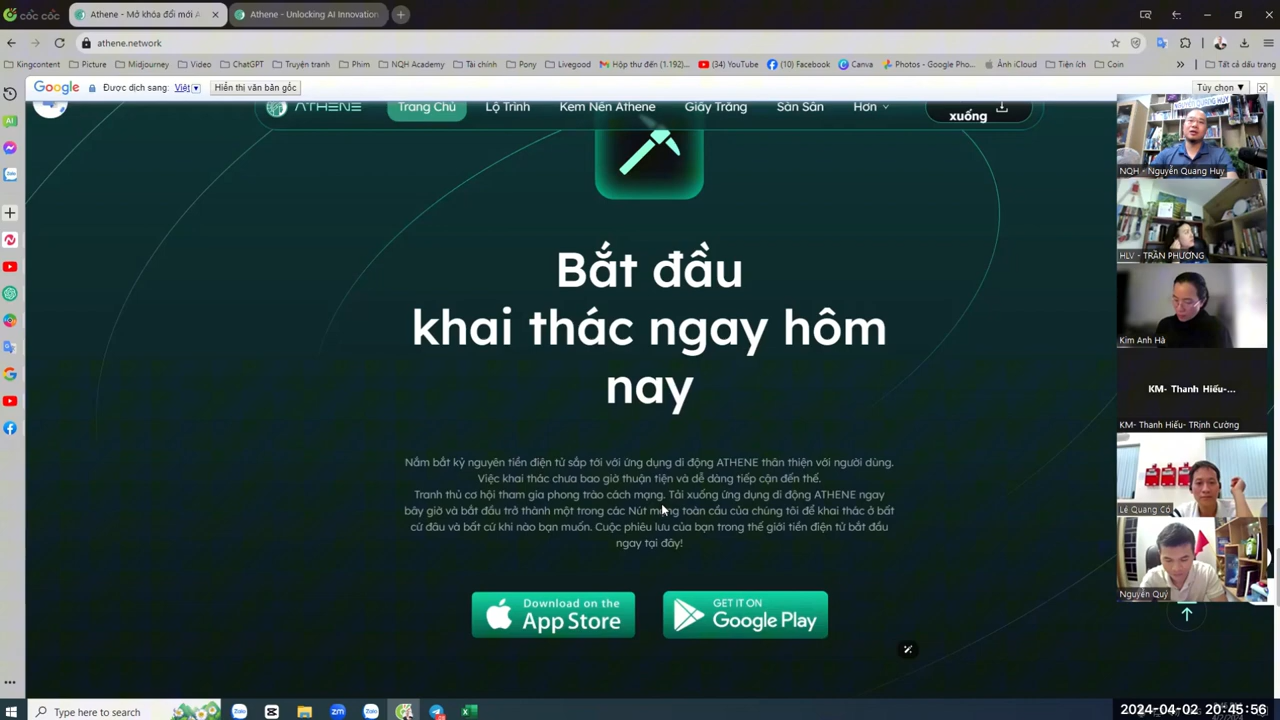 cốc cốc
Athene - Mở khóa đổi mới A
Athene - Unlocking AI Innovation
athene.network
Kingcontent
Picture
Midjourney
Video
ChatGPT
Truyện tranh
Phim
NQH Academy
Tài chính
Pony
Livegood
Hộp thư đến (1.192)...
(34) YouTube
(10) Facebook
Canva
Photos - Google Pho...
Ảnh iCloud
Tiện ích
Coin
Tất cả dấu trang
Google
Được dịch sang: Việt
Hiển thị văn bản gốc
Tùy chọn ▼
ATHENE
Trang Chủ
Lộ Trình
Kem Nền Athene
Giấy Trắng
Săn Sàn
Hơn
xuống
Bắt đầu
khai thác ngay hôm
nay
Nắm bắt kỷ nguyên tiền điện tử sắp tới với ứng dụng di động ATHENE thân thiện với người dùng.
Việc khai thác chưa bao giờ thuận tiện và dễ dàng tiếp cận đến thế.
Tranh thủ cơ hội tham gia phong trào cách mạng. Tải xuống ứng dụng di động ATHENE ngay
bây giờ và bắt đầu trở thành một trong các Nút mạng toàn cầu của chúng tôi để khai thác ở bất
cứ đâu và bất cứ khi nào bạn muốn. Cuộc phiêu lưu của bạn trong thế giới tiền điện tử bắt đầu
ngay tại đây!
Download on the
App Store
GET IT ON
Google Play
NGUYỄN QUANG HUY
NQH - Nguyễn Quang Huy
HLV - TRẦN PHƯƠNG
Kim Anh Hà
KM- Thanh Hiếu-...
KM- Thanh Hiếu- TRịnh Cường
Lê Quang Cố
Nguyễn Quý
Type here to search
2024-04-02 20:45:56